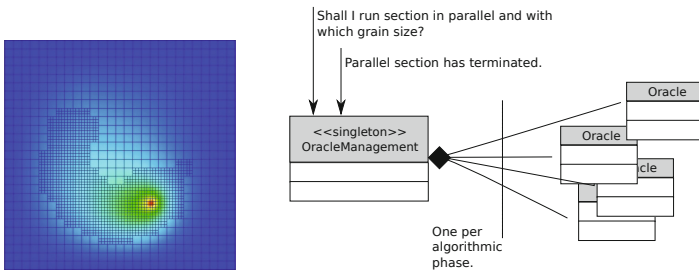 Shall I run section in parallel and with
which grain size?
Parallel section has terminated.
<<singleton>>
OracleManagement
Oracle
Oracle
cle
One per
algorithmic
phase.